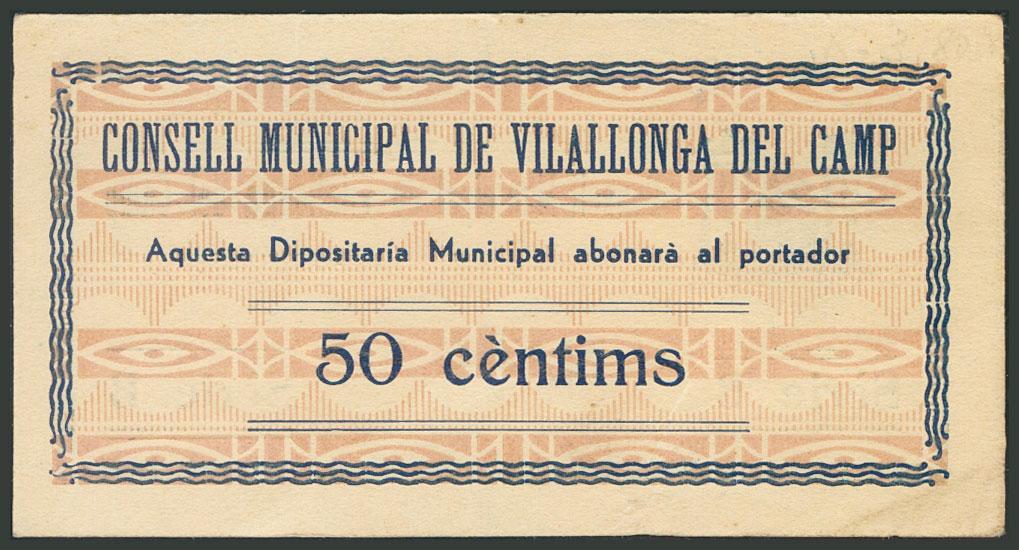 CONSELL MUNICIPAL DE VILALLONGA DEL CAMP
Aquesta Dipositaría Municipal abonarà al portador
50 cèntims